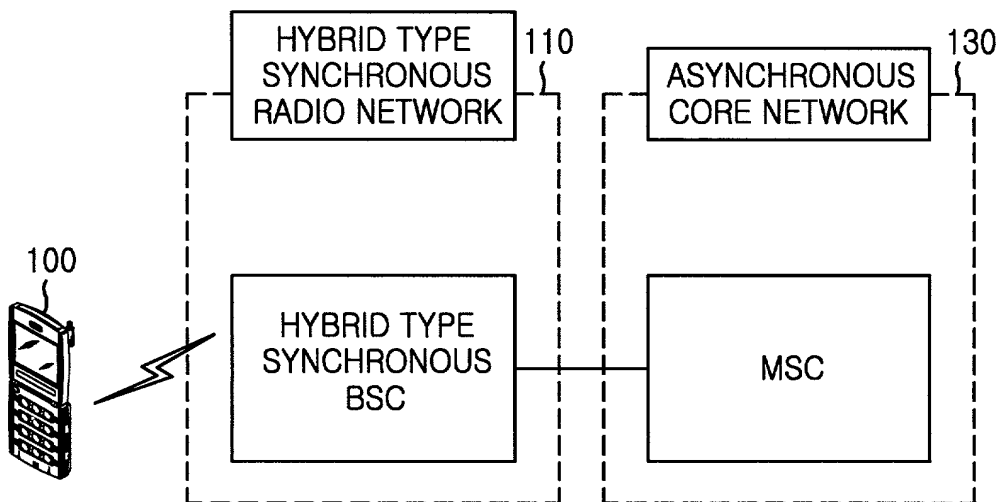 HYBRID TYPE
SYNCHRONOUS
RADIO NETWORK
110
ASYNCHRONOUS
CORE NETWORK
130
100
HYBRID TYPE
SYNCHRONOUS
BSC
MSC